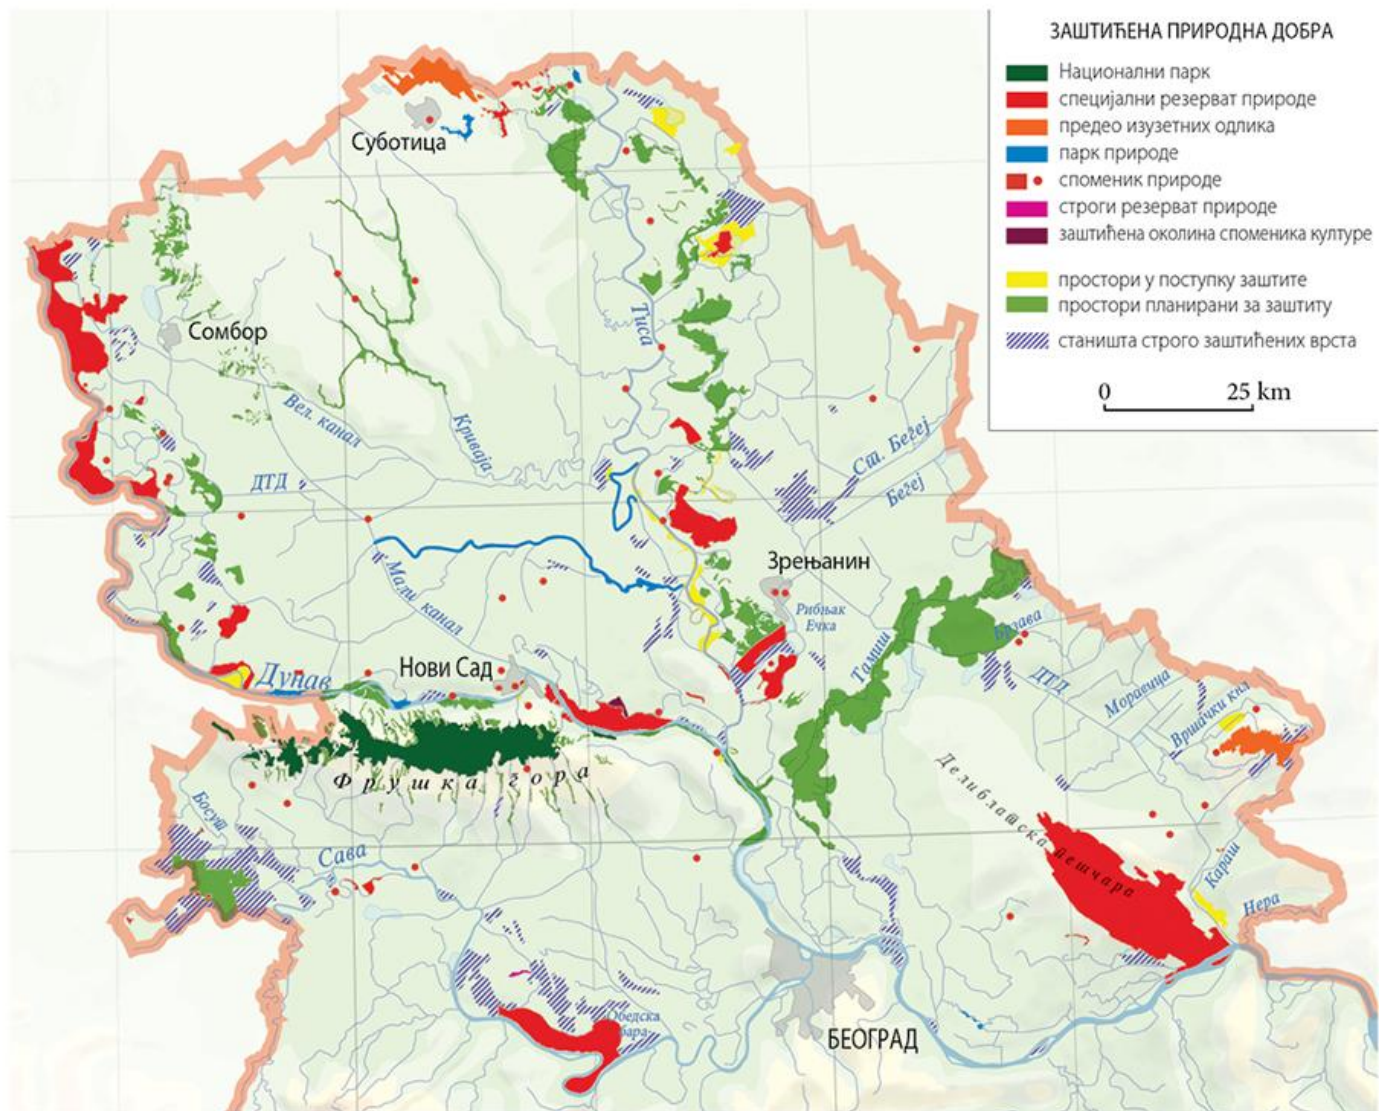 ЗАШТИЋЕНА ПРИРОДНА ДОБРА
Национални парк
специјални резерват природе
предео изузетних одлика
парк природе
споменик природе
строги резерват природе
заштићена околина споменика културе
простори у поступку заштите
простори планирани за заштиту
станишта строго заштићених врста
0 25 km
Суботица
Сомбор
Тиса
Вел. канал
Криваја
Ст. Бегеј
Бегеј
ДТД
Зрењанин
Рибњак
Ечка
Мали канал
Тамиш
Брзава
ДТД
Моравица
Вршачки кнл
Нови Сад
Дунав
Фрушка гора
Делиблатска пешчара
Босут
Сава
Караш
Нера
Обедска
бара
БЕОГРАД